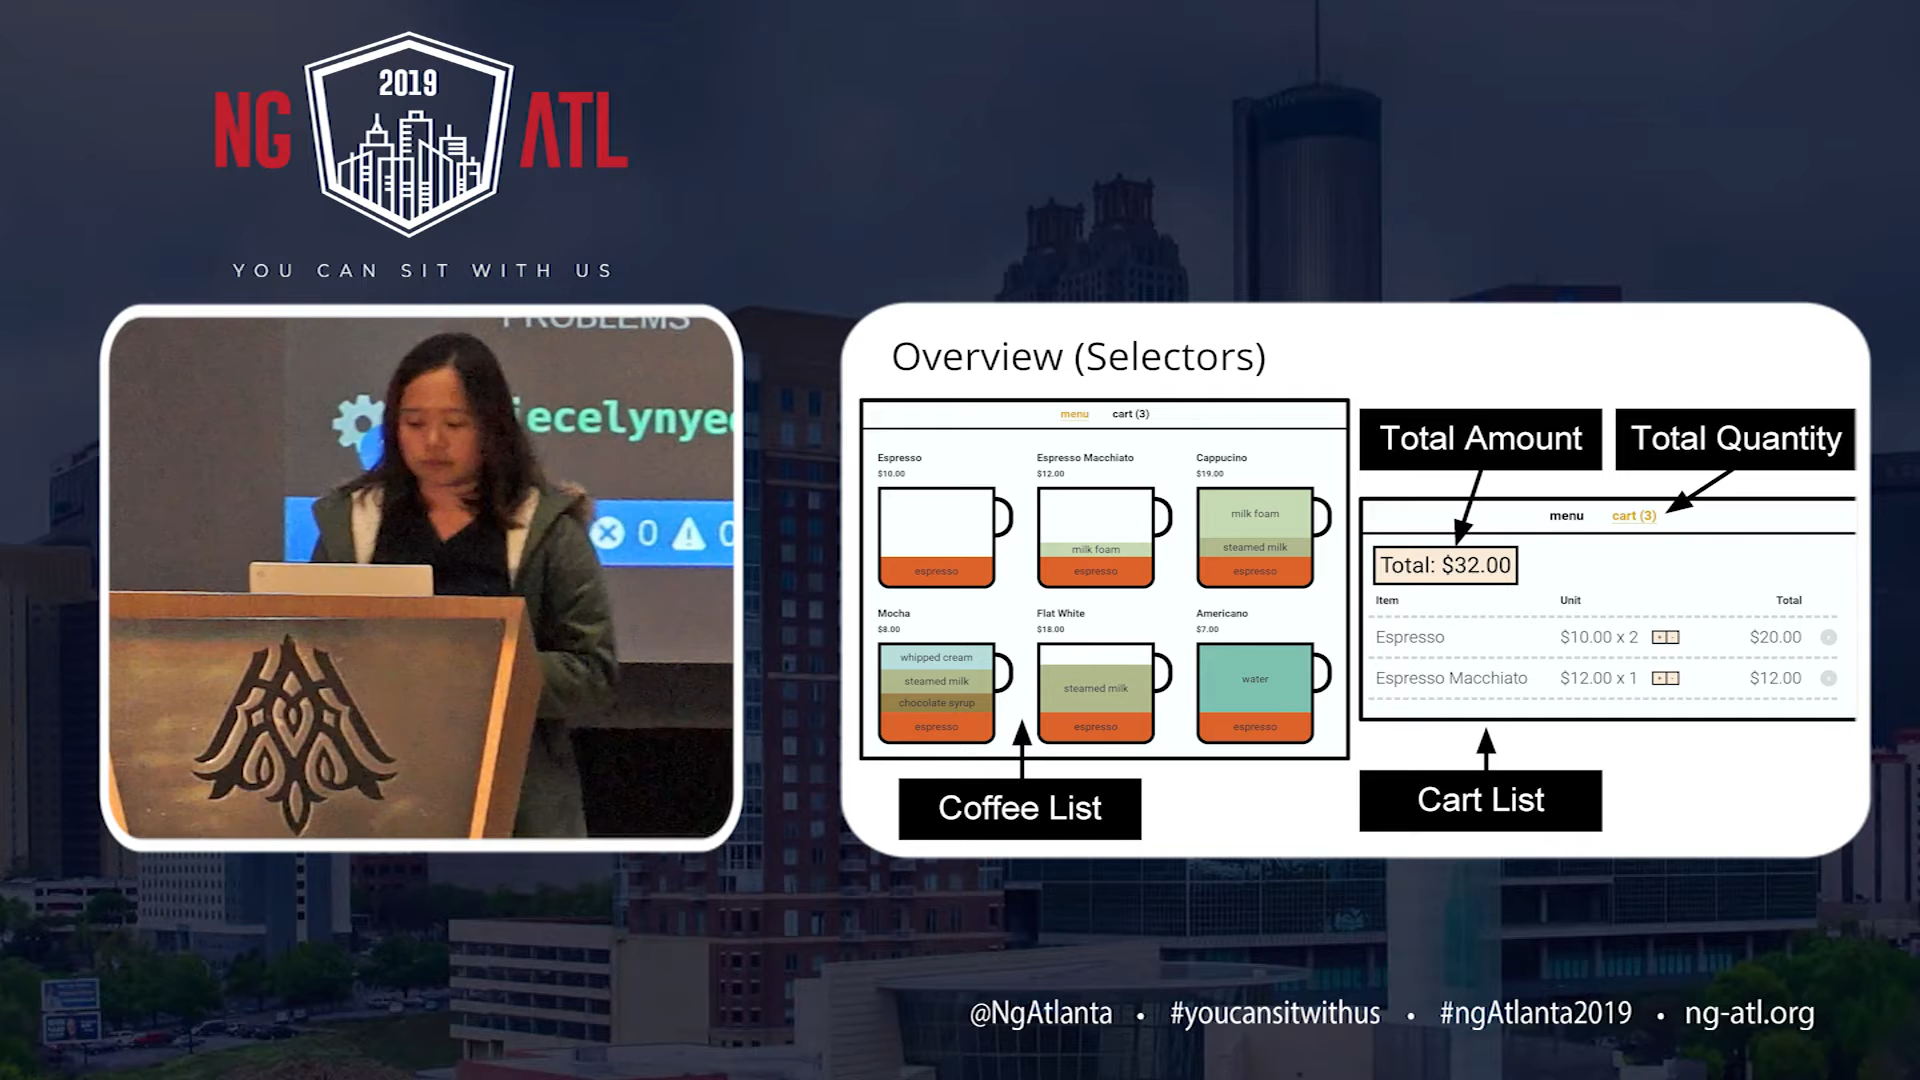 2019
NG ATL
YOU CAN SIT WITH US
PROBLEMS
iecelynye
0 0
Overview (Selectors)
menu cart (3)
Espresso
$10.00
espresso
Espresso Macchiato
$12.00
milk foam
espresso
Cappucino
$19.00
milk foam
steamed milk
espresso
Mocha
$8.00
whipped cream
steamed milk
chocolate syrup
espresso
Flat White
$18.00
steamed milk
espresso
Americano
$7.00
water
espresso
Coffee List
Total Amount
Total Quantity
menu cart (3)
Total: $32.00
Item Unit Total
Espresso $10.00 x 2 + - $20.00
Espresso Macchiato $12.00 x 1 + - $12.00
Cart List
@NgAtlanta • #youcansitwithus • #ngAtlanta2019 • ng-atl.org